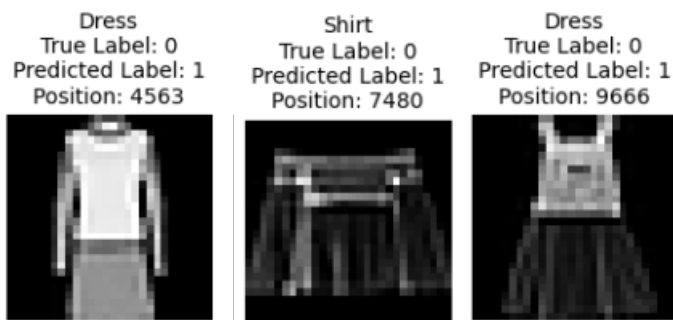 Dress
True Label: 0
Predicted Label: 1
Position: 4563
Shirt
True Label: 0
Predicted Label: 1
Position: 7480
Dress
True Label: 0
Predicted Label: 1
Position: 9666